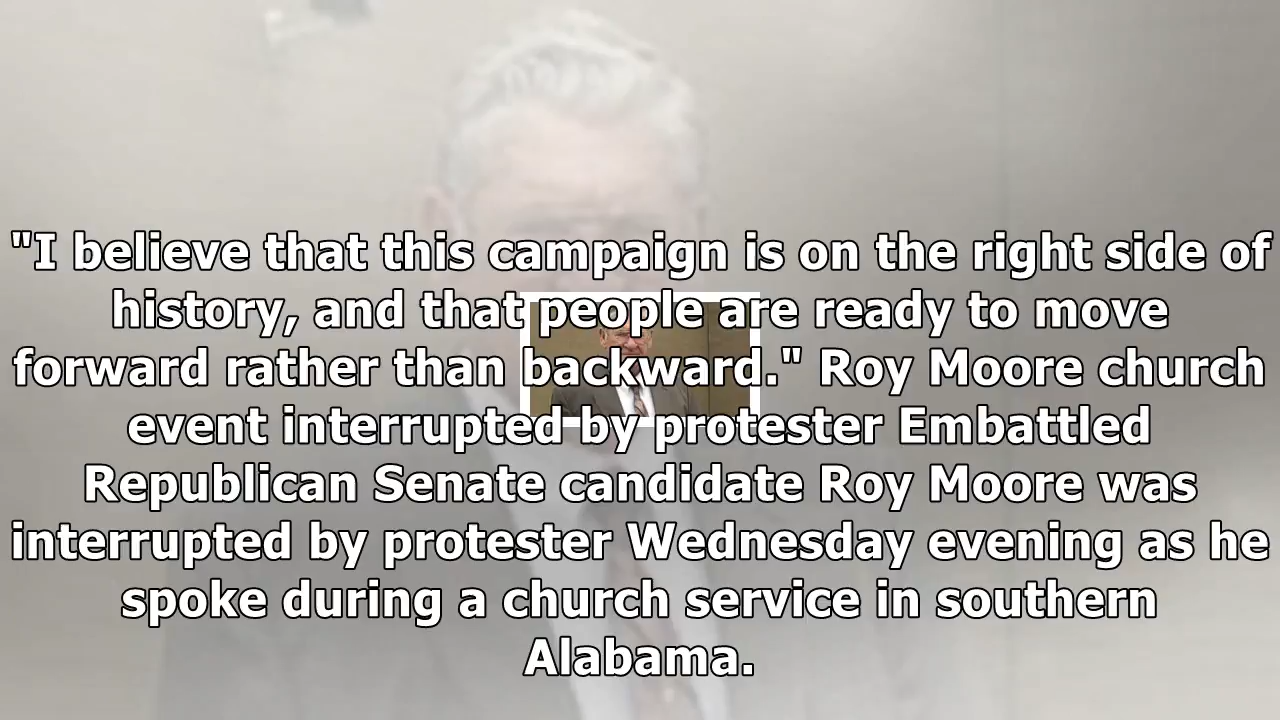 "I believe that this campaign is on the right side of
history, and that people are ready to move
forward rather than backward." Roy Moore church
event interrupted by protester Embattled
Republican Senate candidate Roy Moore was
interrupted by protester Wednesday evening as he
spoke during a church service in southern
Alabama.